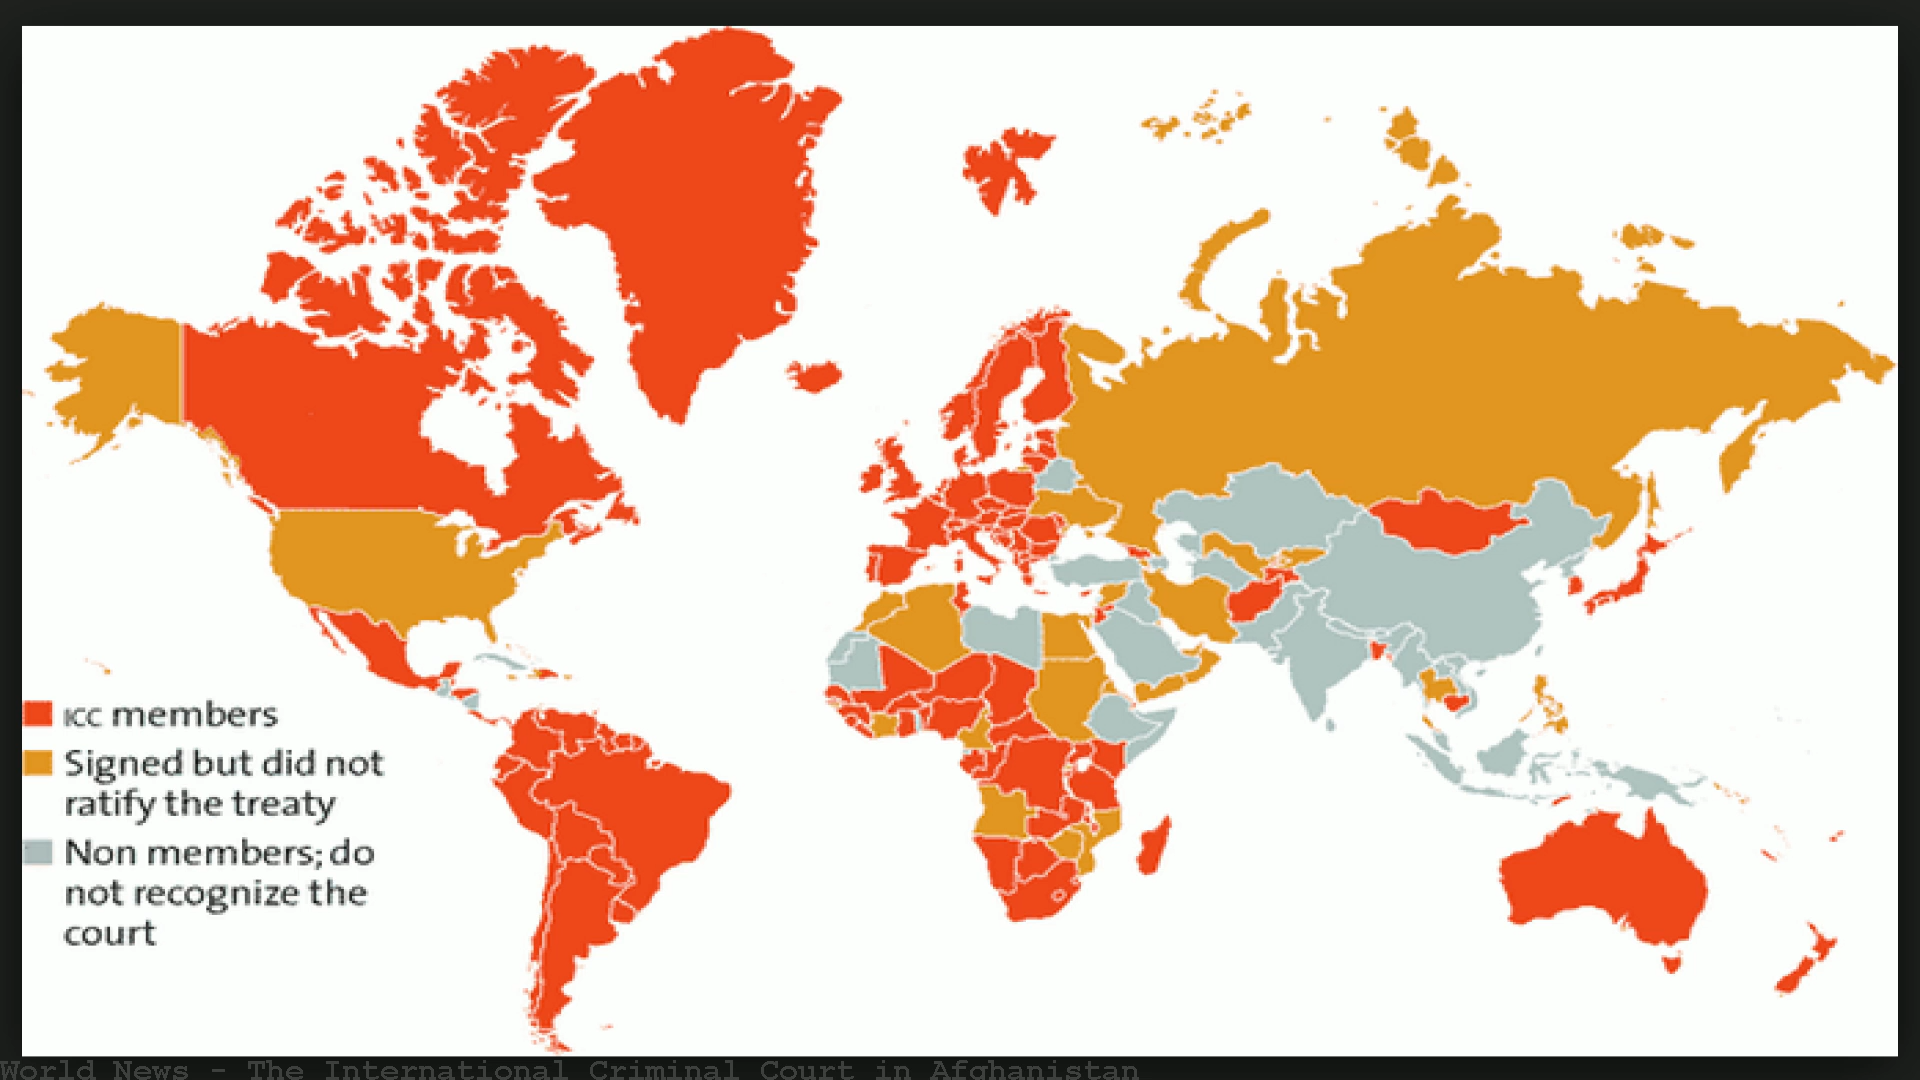 ICC members
Signed but did not
ratify the treaty
Non members; do
not recognize the
court
World News - The International Criminal Court in Afghanistan